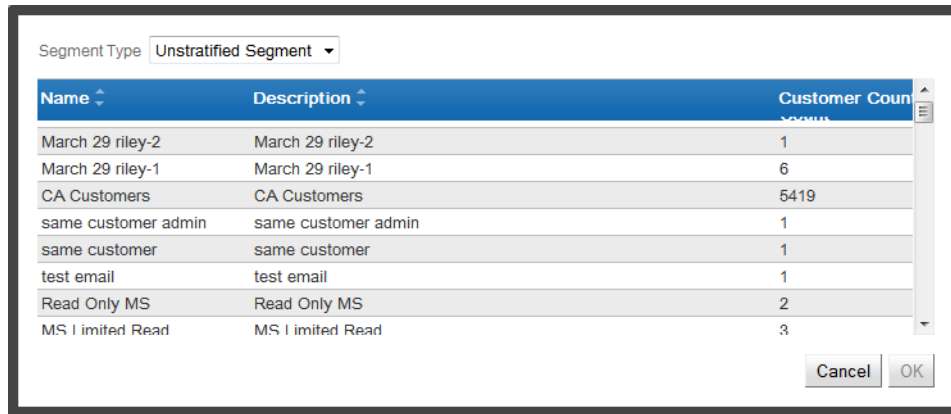 Segment Type Unstratified Segment
Name Description Customer Coun
March 29 riley-2 March 29 riley-2 1
March 29 riley-1 March 29 riley-1 6
CA Customers CA Customers 5419
same customer admin same customer admin 1
same customer same customer 1
test email test email 1
Read Only MS Read Only MS 2
MS Limited Read MS Limited Read 3
Cancel OK